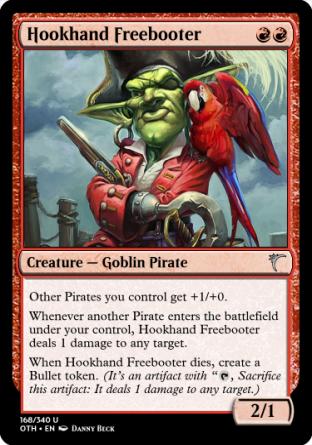 Hookhand Freebooter
Creature — Goblin Pirate
Other Pirates you control get +1/+0.
Whenever another Pirate enters the battlefield
under your control, Hookhand Freebooter
deals 1 damage to any target.
When Hookhand Freebooter dies, create a
Bullet token. (It's an artifact with “, Sacrifice
this artifact: It deals 1 damage to any target.)
2/1
168/340 U
OTH • EN Danny Beck